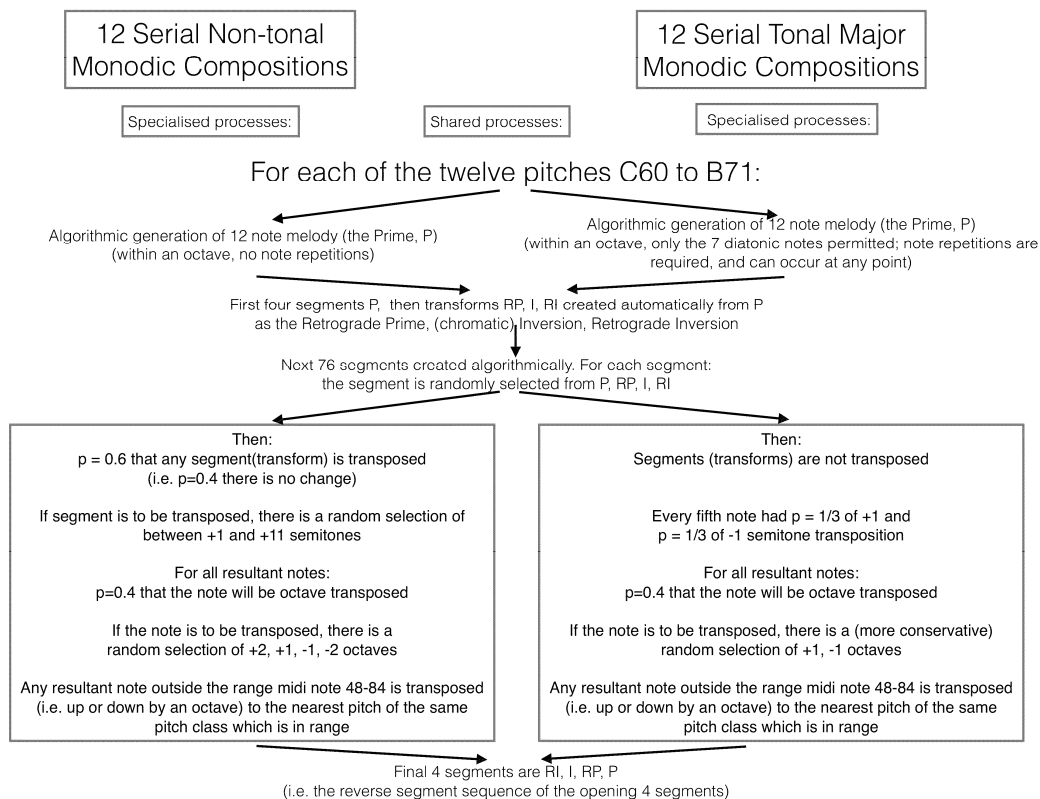 12 Serial Non-tonal
Monodic Compositions
12 Serial Tonal Major
Monodic Compositions
Specialised processes:
Shared processes:
Specialised processes:
For each of the twelve pitches C60 to B71:
Algorithmic generation of 12 note melody (the Prime, P)
(within an octave, no note repetitions)
Algorithmic generation of 12 note melody (the Prime, P)
(within an octave, only the 7 diatonic notes permitted; note repetitions are
required, and can occur at any point)
First four segments P, then transforms RP, I, RI created automatically from P
as the Retrograde Prime, (chromatic) Inversion, Retrograde Inversion
Next 76 segments created algorithmically. For each segment:
the segment is randomly selected from P, RP, I, RI
Then:
p = 0.6 that any segment(transform) is transposed
(i.e. p=0.4 there is no change)
If segment is to be transposed, there is a random selection of
between +1 and +11 semitones
For all resultant notes:
p=0.4 that the note will be octave transposed
If the note is to be transposed, there is a
random selection of +2, +1, -1, -2 octaves
Any resultant note outside the range midi note 48-84 is transposed
(i.e. up or down by an octave) to the nearest pitch of the same
pitch class which is in range
Then:
Segments (transforms) are not transposed
Every fifth note had p = 1/3 of +1 and
p = 1/3 of -1 semitone transposition
For all resultant notes:
p=0.4 that the note will be octave transposed
If the note is to be transposed, there is a (more conservative)
random selection of +1, -1 octaves
Any resultant note outside the range midi note 48-84 is transposed
(i.e. up or down by an octave) to the nearest pitch of the same
pitch class which is in range
Final 4 segments are RI, I, RP, P
(i.e. the reverse segment sequence of the opening 4 segments)